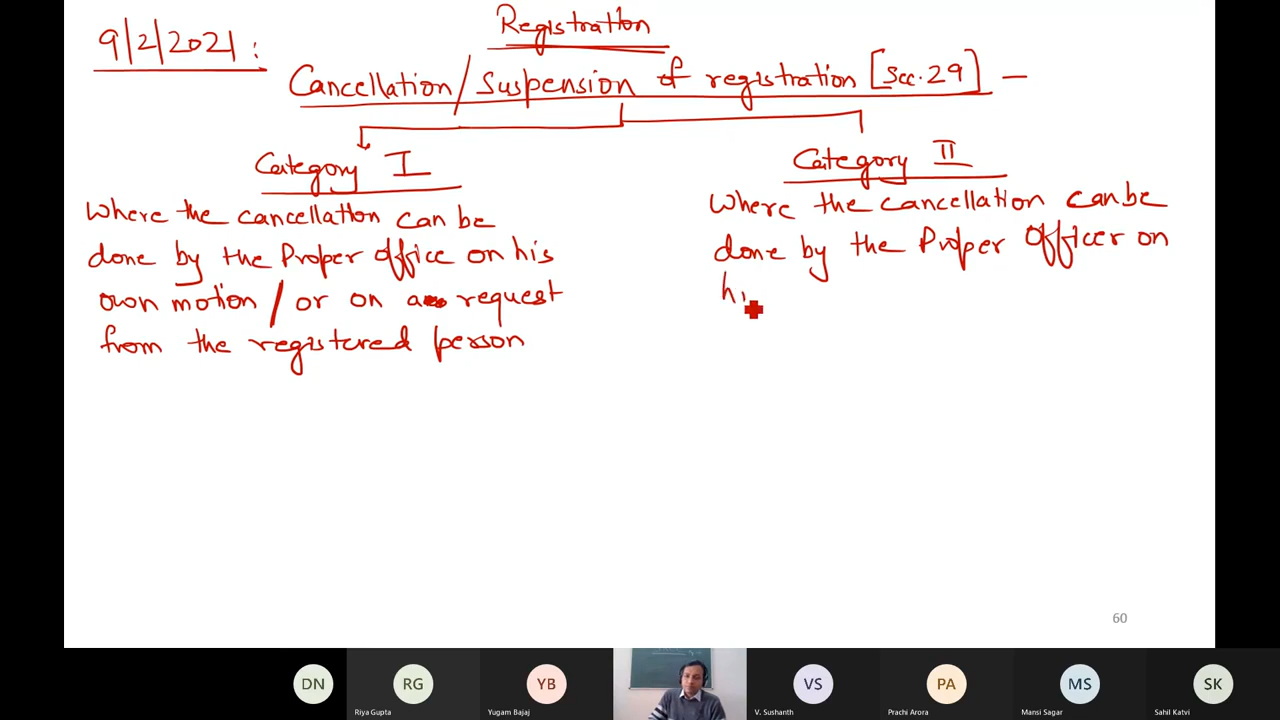 Registration
9/2/2021:
Cancellation/Suspension of registration [Sec.29] —
Category I
Category II
Where the cancellation can be
done by the Proper office on his
own motion / or on a request
from the registered person
Where the cancellation can be
done by the Proper Officer on
hi
60
DN
RG
YB
VS
PA
MS
SK
Riya Gupta
Yugam Bajaj
V. Sushanth
Prachi Arora
Mansi Sagar
Sahil Katvi